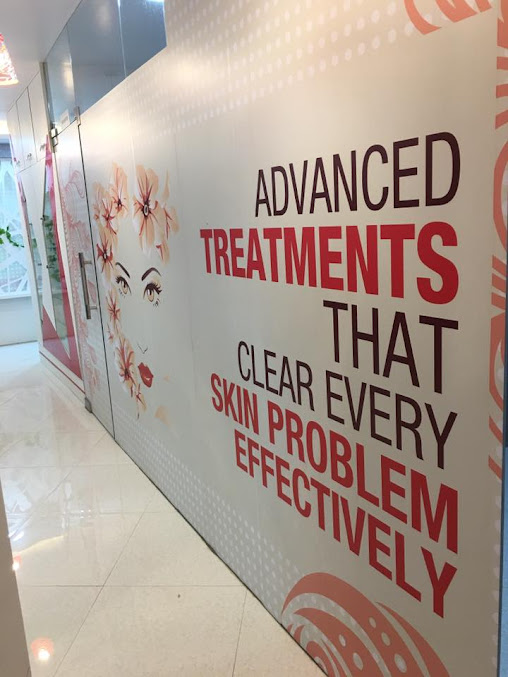 ADVANCED
TREATMENTS
THAT
CLEAR EVERY
SKIN PROBLEM
EFFECTIVELY